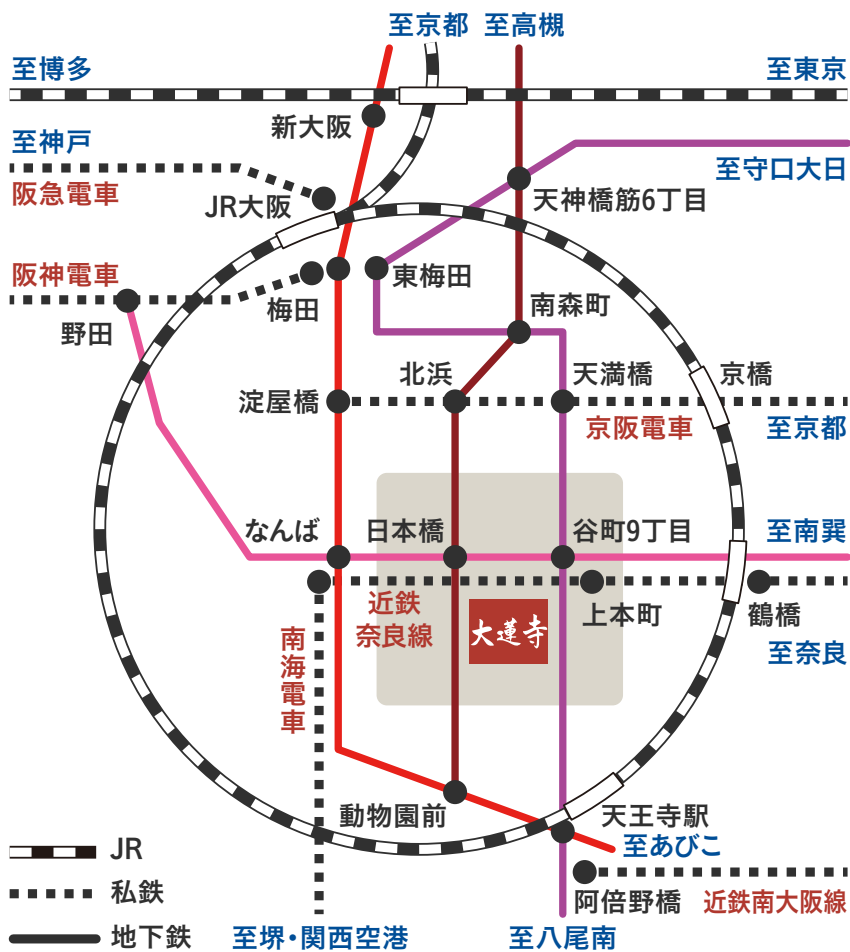 至京都
至高槻
至博多
至東京
新大阪
至神戸
至守口大日
阪急電車
JR大阪
天神橋筋6丁目
阪神電車
東梅田
梅田
南森町
野田
北浜
天満橋
京橋
淀屋橋
京阪電車
至京都
なんば
日本橋
谷町9丁目
至南巽
近鉄
奈良線
大蓮寺
上本町
鶴橋
南海電車
至奈良
動物園前
天王寺駅
至あびこ
JR
私鉄
阿倍野橋
近鉄南大阪線
地下鉄
至堺・関西空港
至八尾南